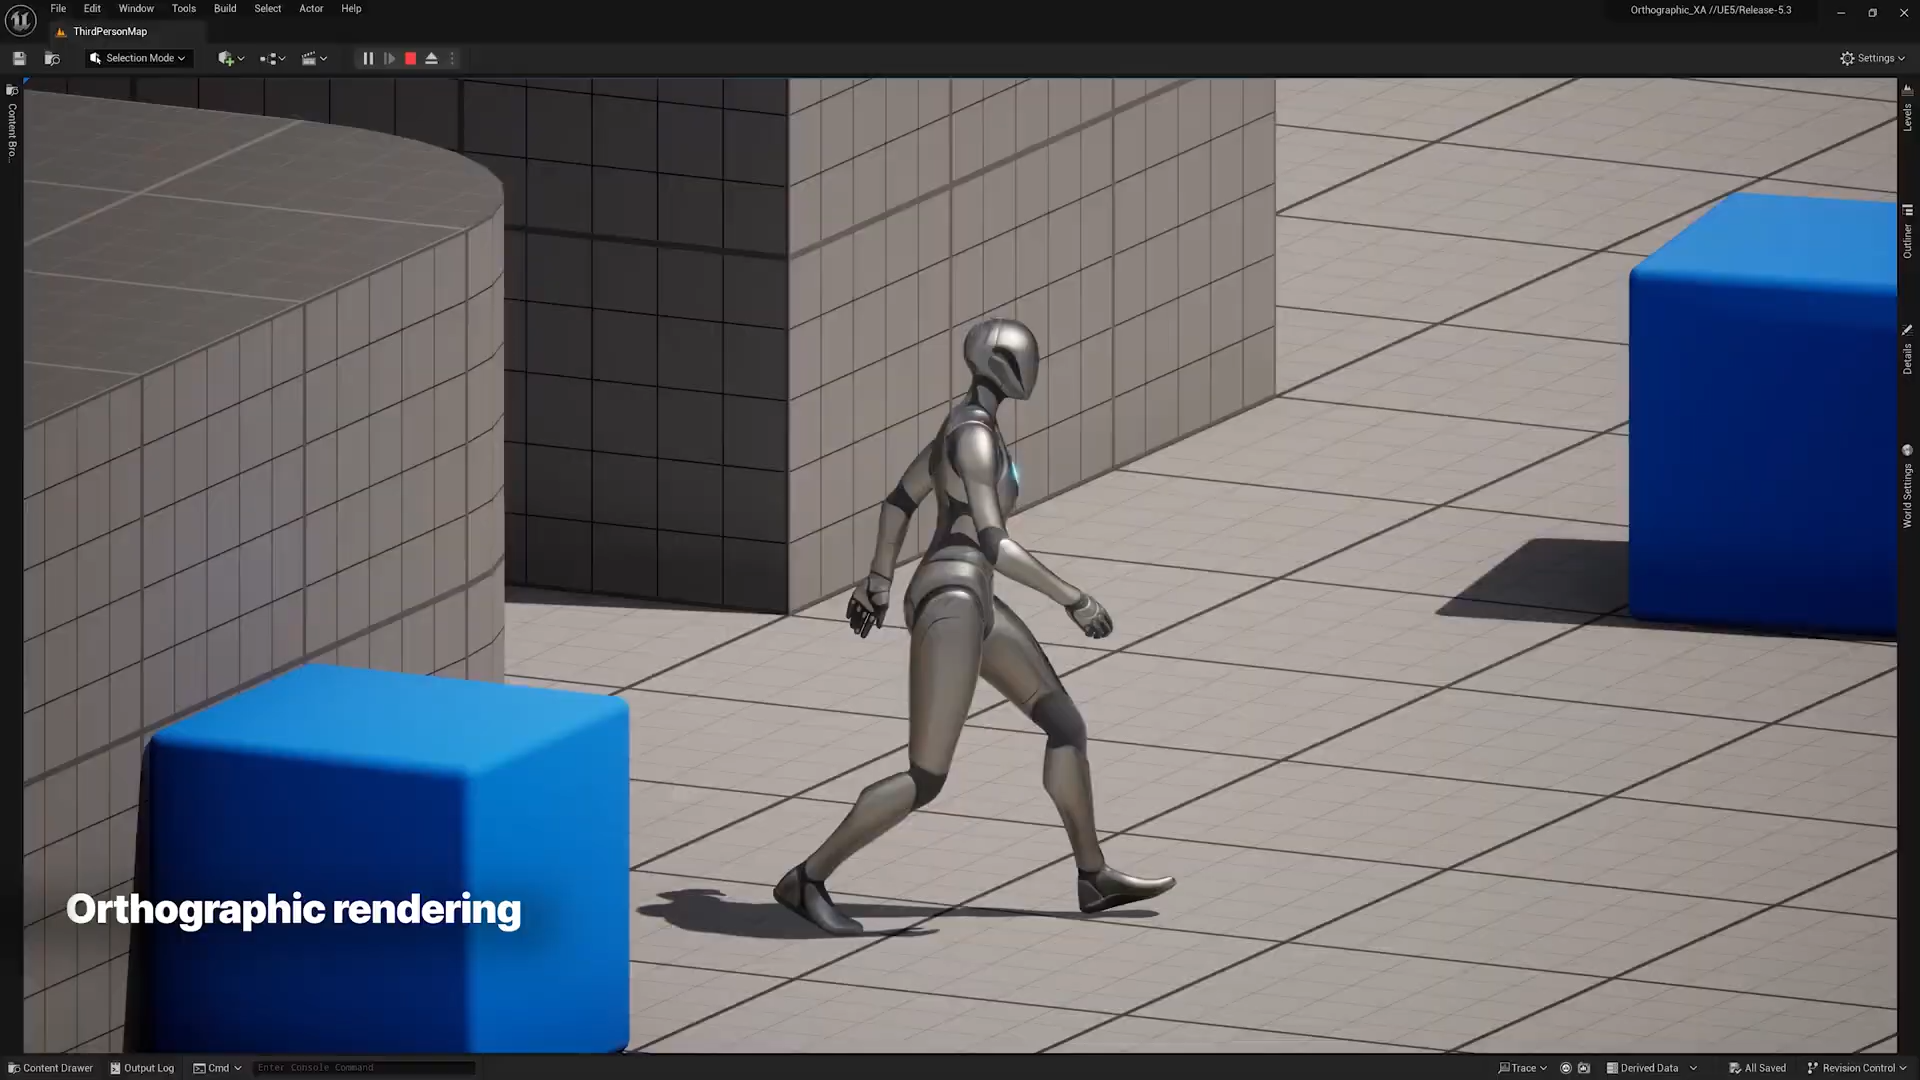 File Edit Window Tools Build Select Actor Help
Orthographic_XA //UE5/Release-5.3
ThirdPersonMap
Selection Mode
Settings
Content Bro...
Levels
Outliner
Details
World Settings
Orthographic rendering
Content Drawer Output Log Cmd Enter Console Command Trace Derived Data All Saved Revision Control